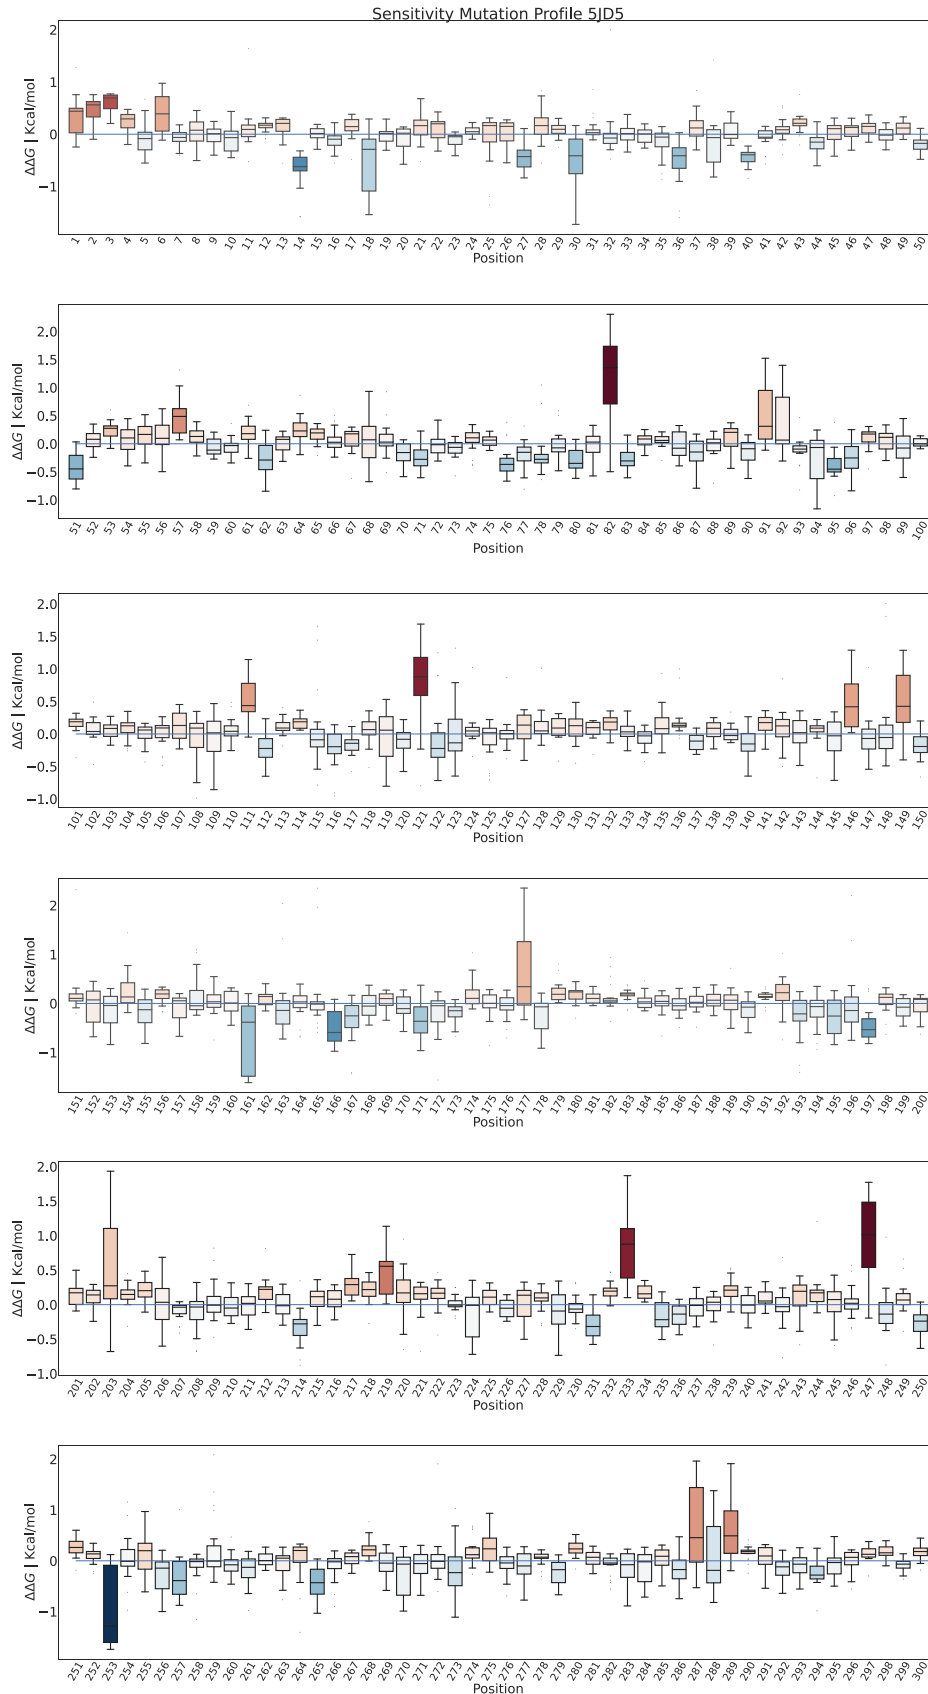 Sensitivity Mutation Profile 5JD5
ΔΔG | Kcal/mol
2
1
0
−1
1 2 3 4 5 6 7 8 9 10 11 12 13 14 15 16 17 18 19 20 21 22 23 24 25 26 27 28 29 30 31 32 33 34 35 36 37 38 39 40 41 42 43 44 45 46 47 48 49 50
Position
ΔΔG | Kcal/mol
2.0
1.5
1.0
0.5
0.0
−0.5
−1.0
51 52 53 54 55 56 57 58 59 60 61 62 63 64 65 66 67 68 69 70 71 72 73 74 75 76 77 78 79 80 81 82 83 84 85 86 87 88 89 90 91 92 93 94 95 96 97 98 99 100
Position
ΔΔG | Kcal/mol
2.0
1.5
1.0
0.5
0.0
−0.5
−1.0
101 102 103 104 105 106 107 108 109 110 111 112 113 114 115 116 117 118 119 120 121 122 123 124 125 126 127 128 129 130 131 132 133 134 135 136 137 138 139 140 141 142 143 144 145 146 147 148 149 150
Position
ΔΔG | Kcal/mol
2
1
0
−1
151 152 153 154 155 156 157 158 159 160 161 162 163 164 165 166 167 168 169 170 171 172 173 174 175 176 177 178 179 180 181 182 183 184 185 186 187 188 189 190 191 192 193 194 195 196 197 198 199 200
Position
ΔΔG | Kcal/mol
2.0
1.5
1.0
0.5
0.0
−0.5
−1.0
201 202 203 204 205 206 207 208 209 210 211 212 213 214 215 216 217 218 219 220 221 222 223 224 225 226 227 228 229 230 231 232 233 234 235 236 237 238 239 240 241 242 243 244 245 246 247 248 249 250
Position
ΔΔG | Kcal/mol
2
1
0
−1
251 252 253 254 255 256 257 258 259 260 261 262 263 264 265 266 267 268 269 270 271 272 273 274 275 276 277 278 279 280 281 282 283 284 285 286 287 288 289 290 291 292 293 294 295 296 297 298 299 300
Position